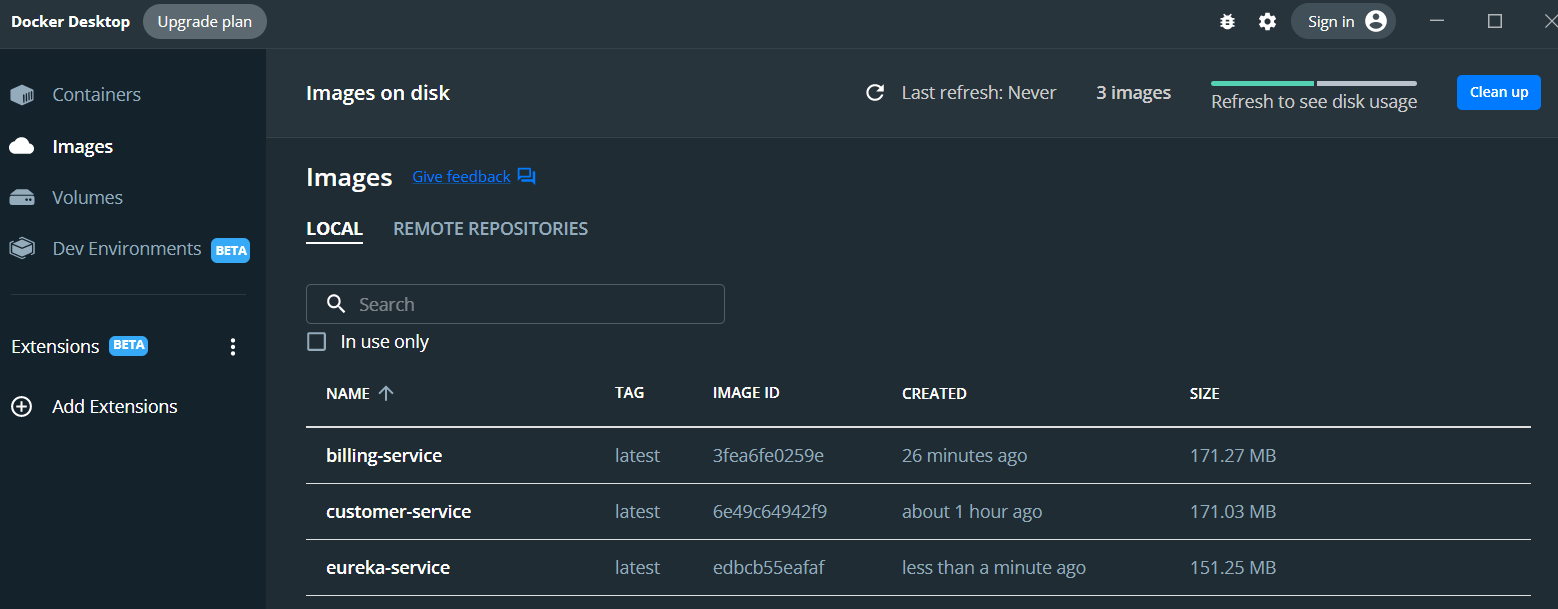 Docker Desktop Upgrade plan Sign in
Containers
Images
Volumes
Dev Environments BETA
Extensions BETA
Add Extensions
Images on disk Last refresh: Never 3 images Refresh to see disk usage Clean up
Images Give feedback
LOCAL REMOTE REPOSITORIES
Search
In use only
NAME TAG IMAGE ID CREATED SIZE
billing-service latest 3fea6fe0259e 26 minutes ago 171.27 MB
customer-service latest 6e49c64942f9 about 1 hour ago 171.03 MB
eureka-service latest edbcb55eafaf less than a minute ago 151.25 MB